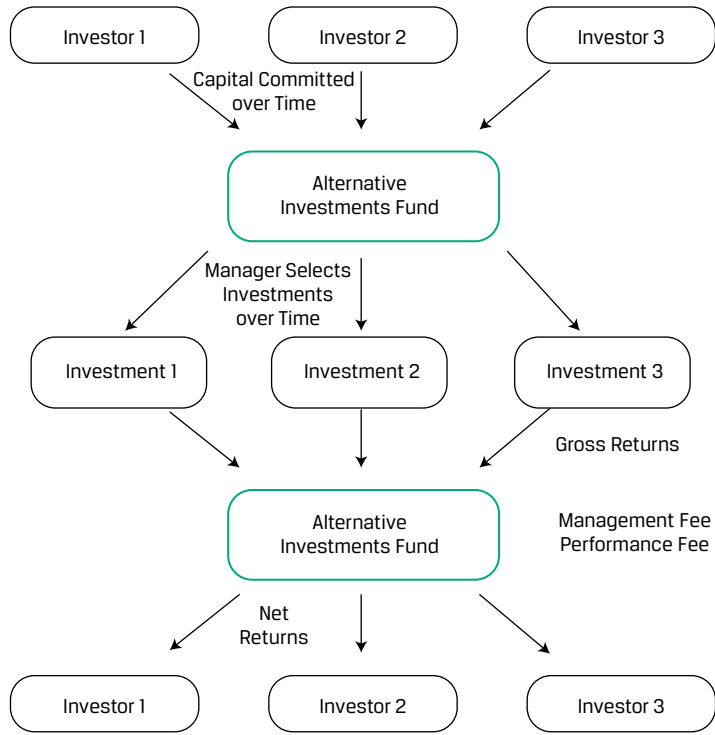 Investor 1
Investor 2
Investor 3
Capital Committed
over Time
Alternative
Investments Fund
Manager Selects
Investments
over Time
Investment 1
Investment 2
Investment 3
Gross Returns
Alternative
Investments Fund
Management Fee
Performance Fee
Net
Returns
Investor 1
Investor 2
Investor 3